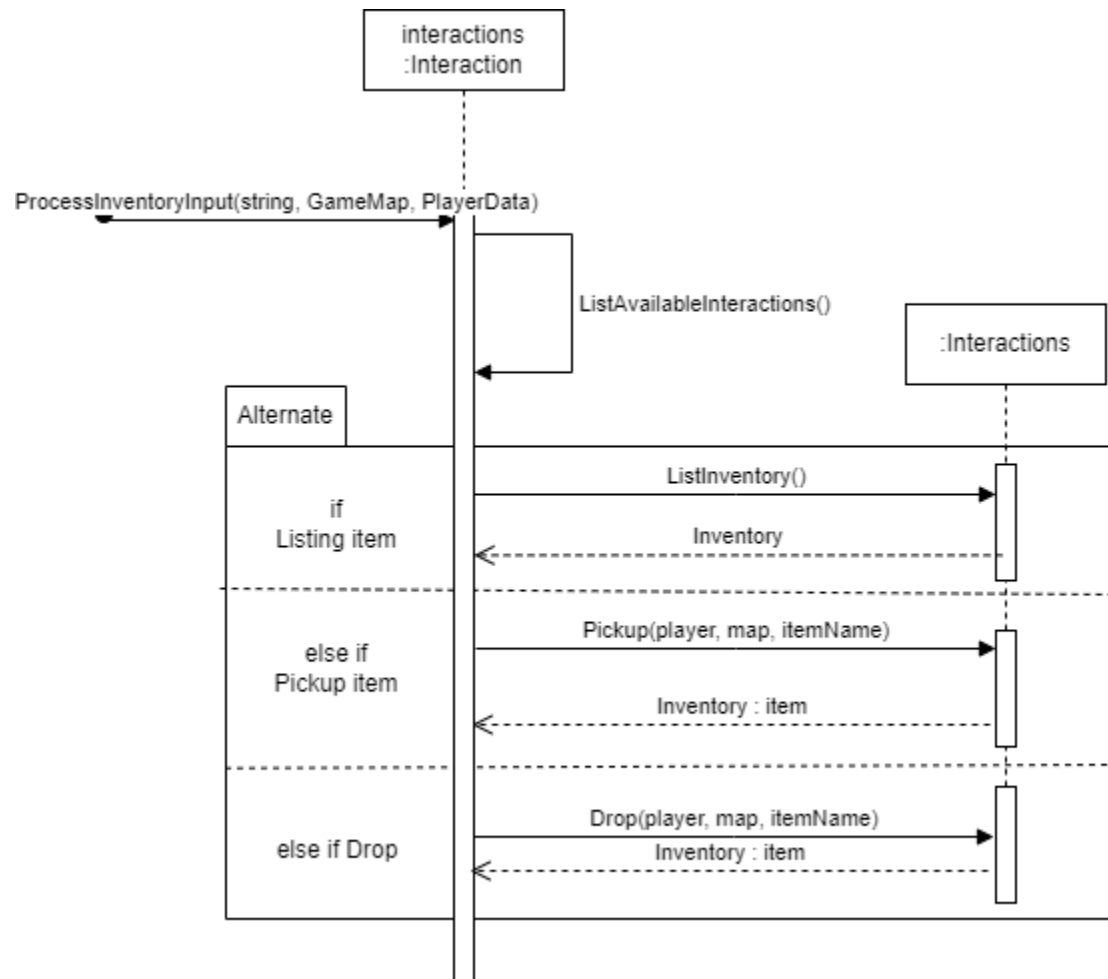 interactions
:Interaction
ProcessInventoryInput(string, GameMap, PlayerData)
ListAvailableInteractions()
:Interactions
Alternate
ListInventory()
if
Listing item
Inventory
Pickup(player, map, itemName)
else if
Pickup item
Inventory : item
Drop(player, map, itemName)
else if Drop
Inventory : item